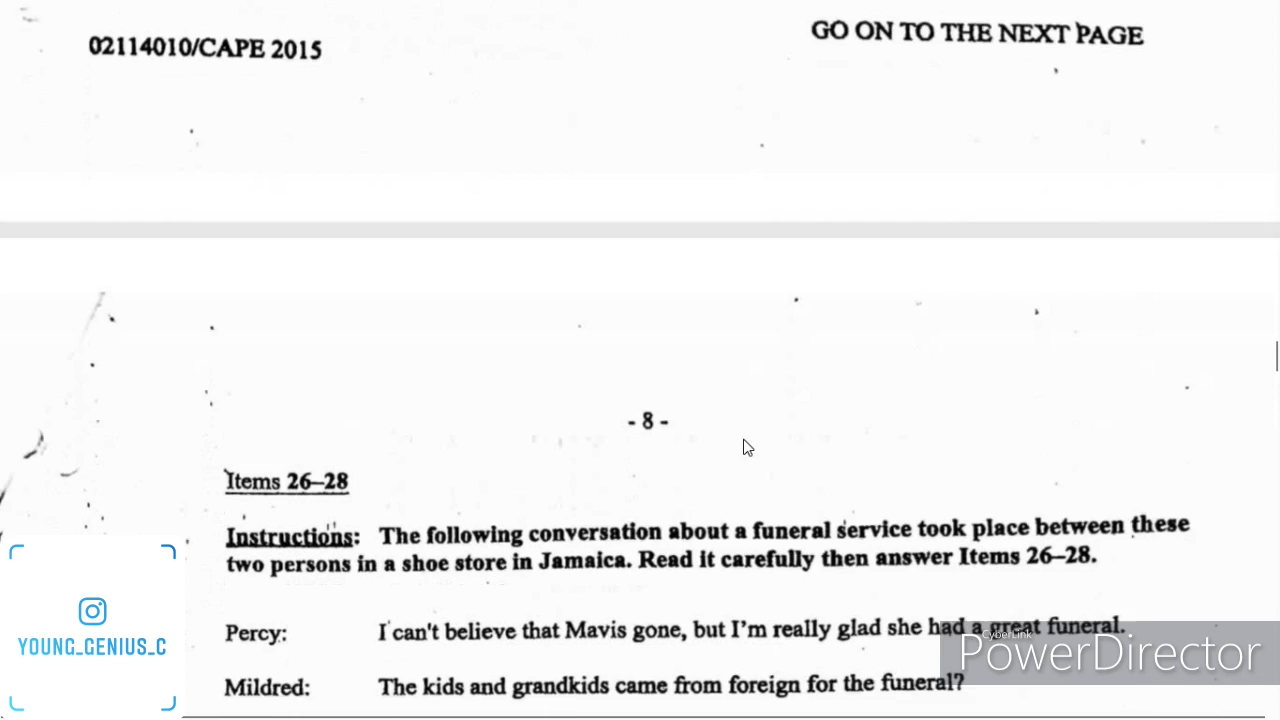 02114010/CAPE 2015
GO ON TO THE NEXT PAGE
- 8 -
Items 26–28
Instructions: The following conversation about a funeral service took place between these
two persons in a shoe store in Jamaica. Read it carefully then answer Items 26–28.
Percy: I can't believe that Mavis gone, but I'm really glad she had a great funeral.
Mildred: The kids and grandkids came from foreign for the funeral?
YOUNG_GENIUS_C
CyberLink
PowerDirector